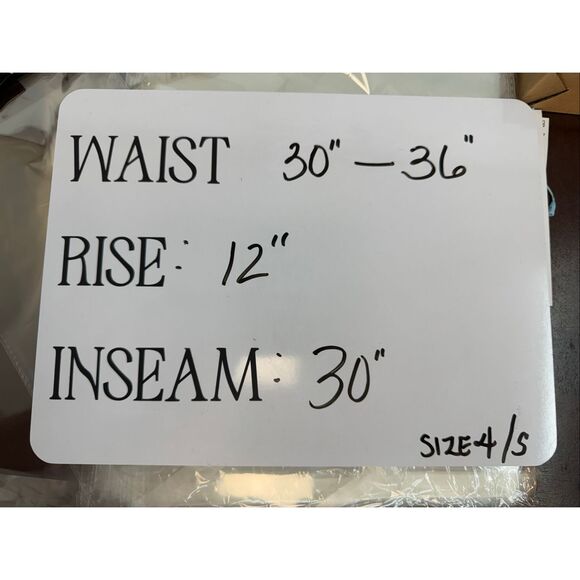 WAIST 30" — 36"
RISE: 12"
INSEAM: 30"
SIZE 4/S